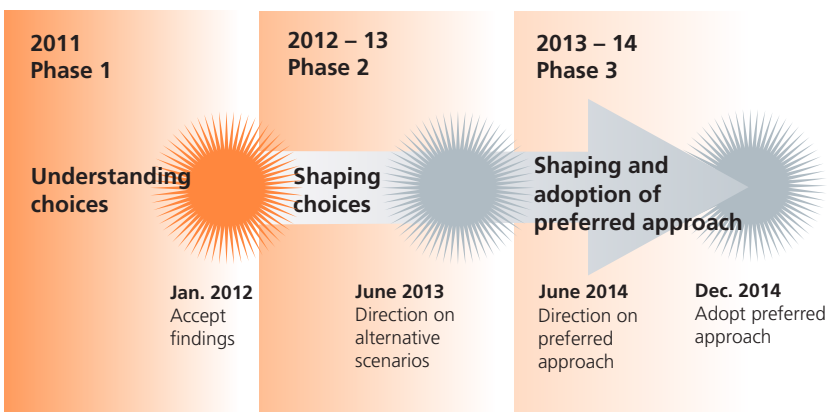 2011
Phase 1
Understanding
choices
Jan. 2012
Accept
findings
2012 – 13
Phase 2
Shaping
choices
June 2013
Direction on
alternative
scenarios
2013 – 14
Phase 3
Shaping and
adoption of
preferred approach
June 2014
Direction on
preferred
approach
Dec. 2014
Adopt preferred
approach